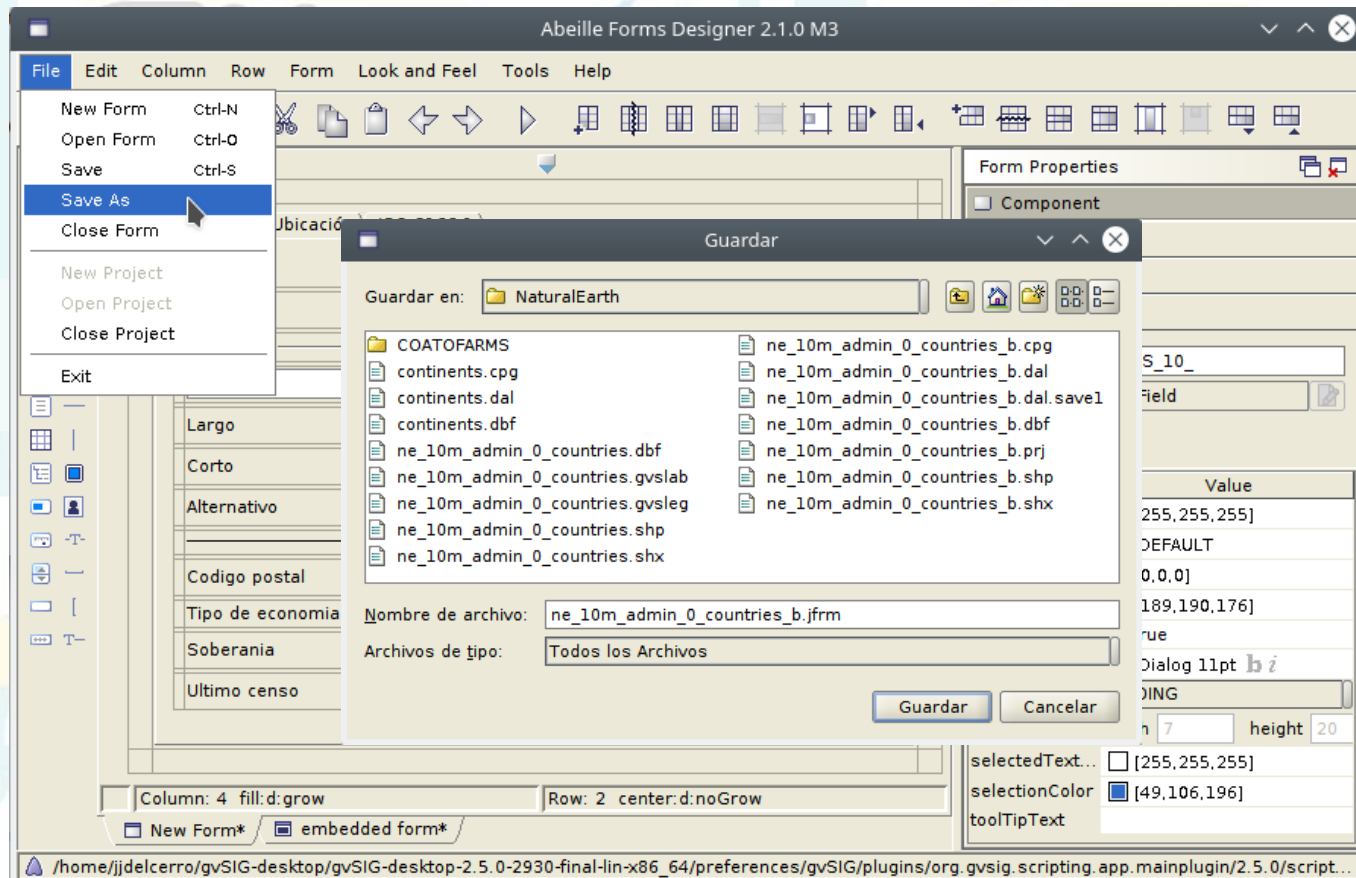 Abeille Forms Designer 2.1.0 M3
File Edit Column Row Form Look and Feel Tools Help
New Form Ctrl-N
Open Form Ctrl-O
Save Ctrl-S
Save As
Close Form
New Project
Open Project
Close Project
Exit
Form Properties
Component
Guardar
Guardar en: NaturalEarth
COATOFARMS
continents.cpg
continents.dal
continents.dbf
ne_10m_admin_0_countries.dbf
ne_10m_admin_0_countries.gvslab
ne_10m_admin_0_countries.gvsleg
ne_10m_admin_0_countries.shp
ne_10m_admin_0_countries.shx
ne_10m_admin_0_countries_b.cpg
ne_10m_admin_0_countries_b.dal
ne_10m_admin_0_countries_b.dal.save1
ne_10m_admin_0_countries_b.dbf
ne_10m_admin_0_countries_b.prj
ne_10m_admin_0_countries_b.shp
ne_10m_admin_0_countries_b.shx
Nombre de archivo: ne_10m_admin_0_countries_b.jfrm
Archivos de tipo: Todos los Archivos
Guardar Cancelar
Largo
Corto
Alternativo
Codigo postal
Tipo de economia
Soberania
Ultimo censo
S_10_
Field
Value
255,255,255]
DEFAULT
0,0,0]
189,190,176]
rue
Dialog 11pt b i
DING
7 height 20
selectedText... [255,255,255]
selectionColor [49,106,196]
toolTipText
Column: 4 fill:d:grow Row: 2 center:d:noGrow
New Form* embedded form*
/home/jjdelcerro/gvSIG-desktop/gvSIG-desktop-2.5.0-2930-final-lin-x86_64/preferences/gvSIG/plugins/org.gvsig.scripting.app.mainplugin/2.5.0/script...